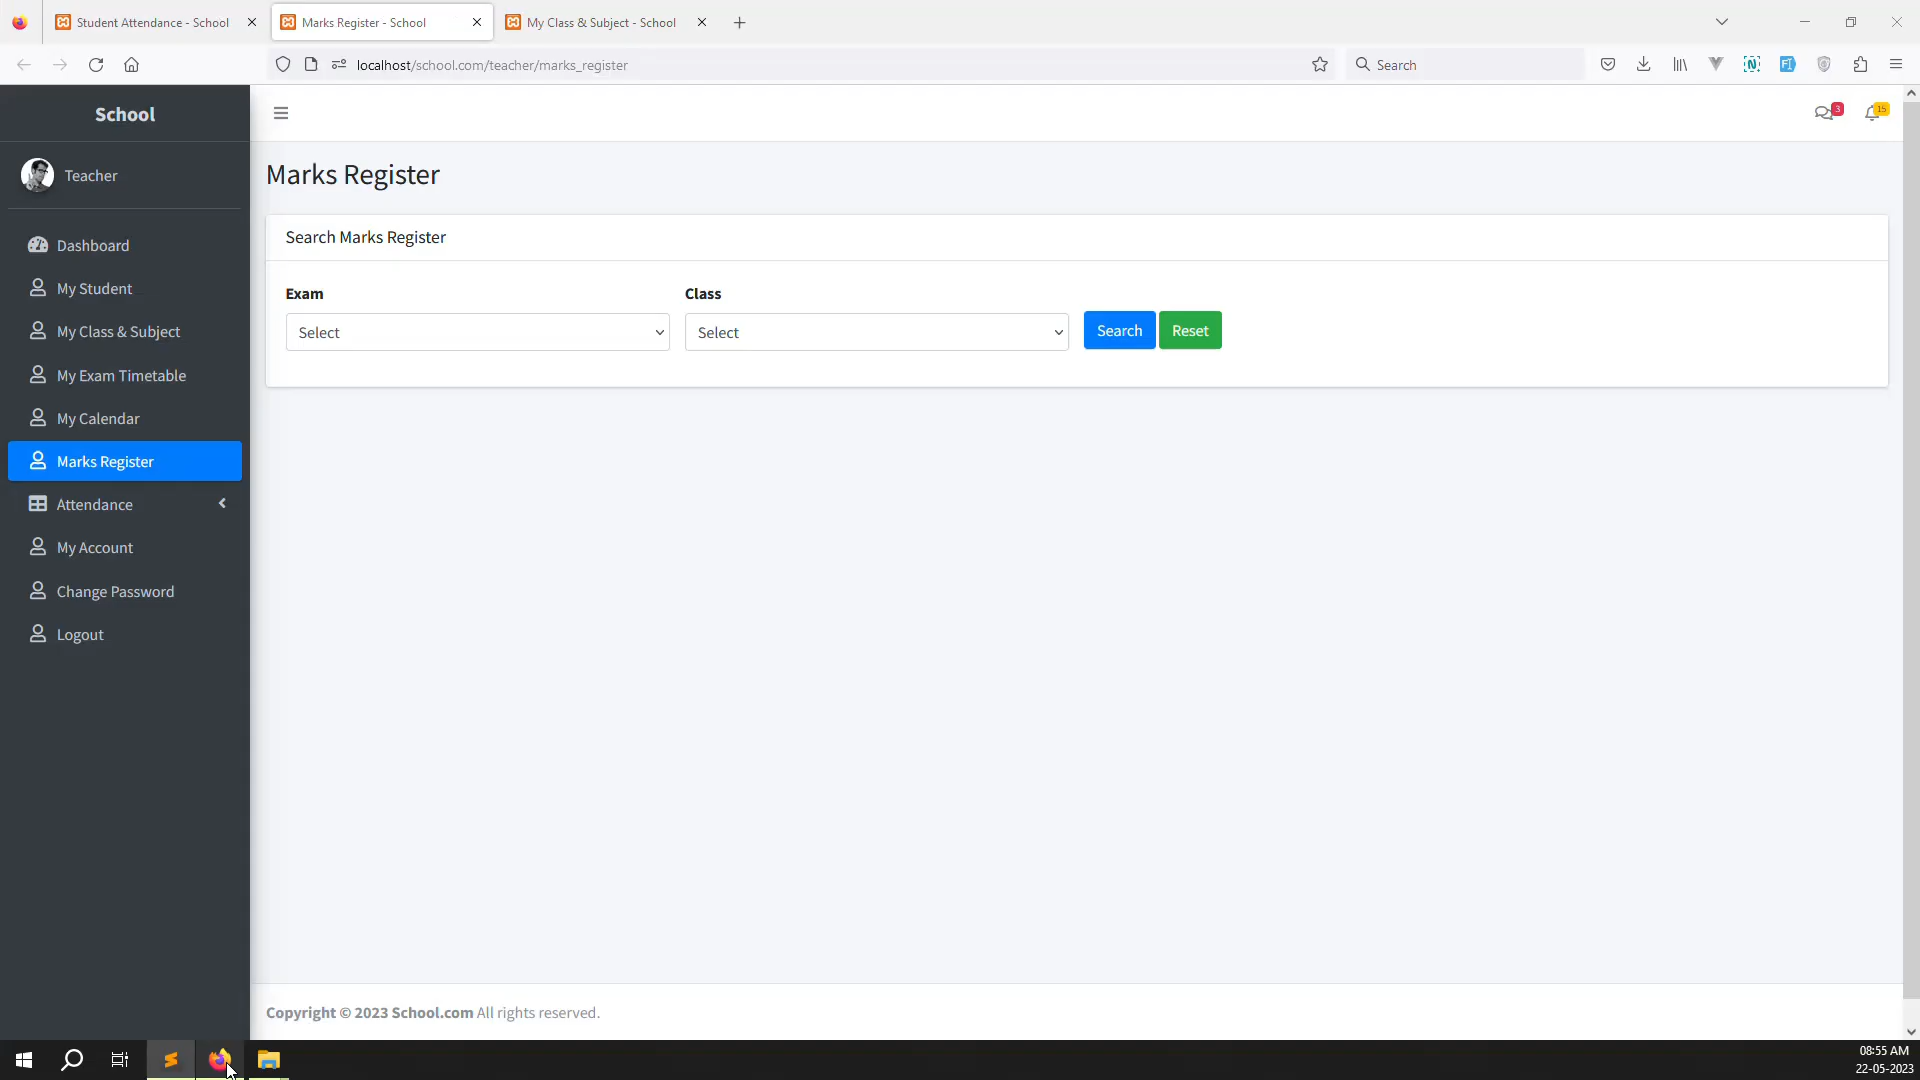 Student Attendance - School
Marks Register - School
My Class & Subject - School
localhost/school.com/teacher/marks_register
Search
School
3
15
Teacher
Marks Register
Dashboard
My Student
My Class & Subject
My Exam Timetable
My Calendar
Marks Register
Attendance
My Account
Change Password
Logout
Search Marks Register
Exam
Class
Select
Select
Search
Reset
Copyright © 2023 School.com All rights reserved.
08:55 AM
22-05-2023